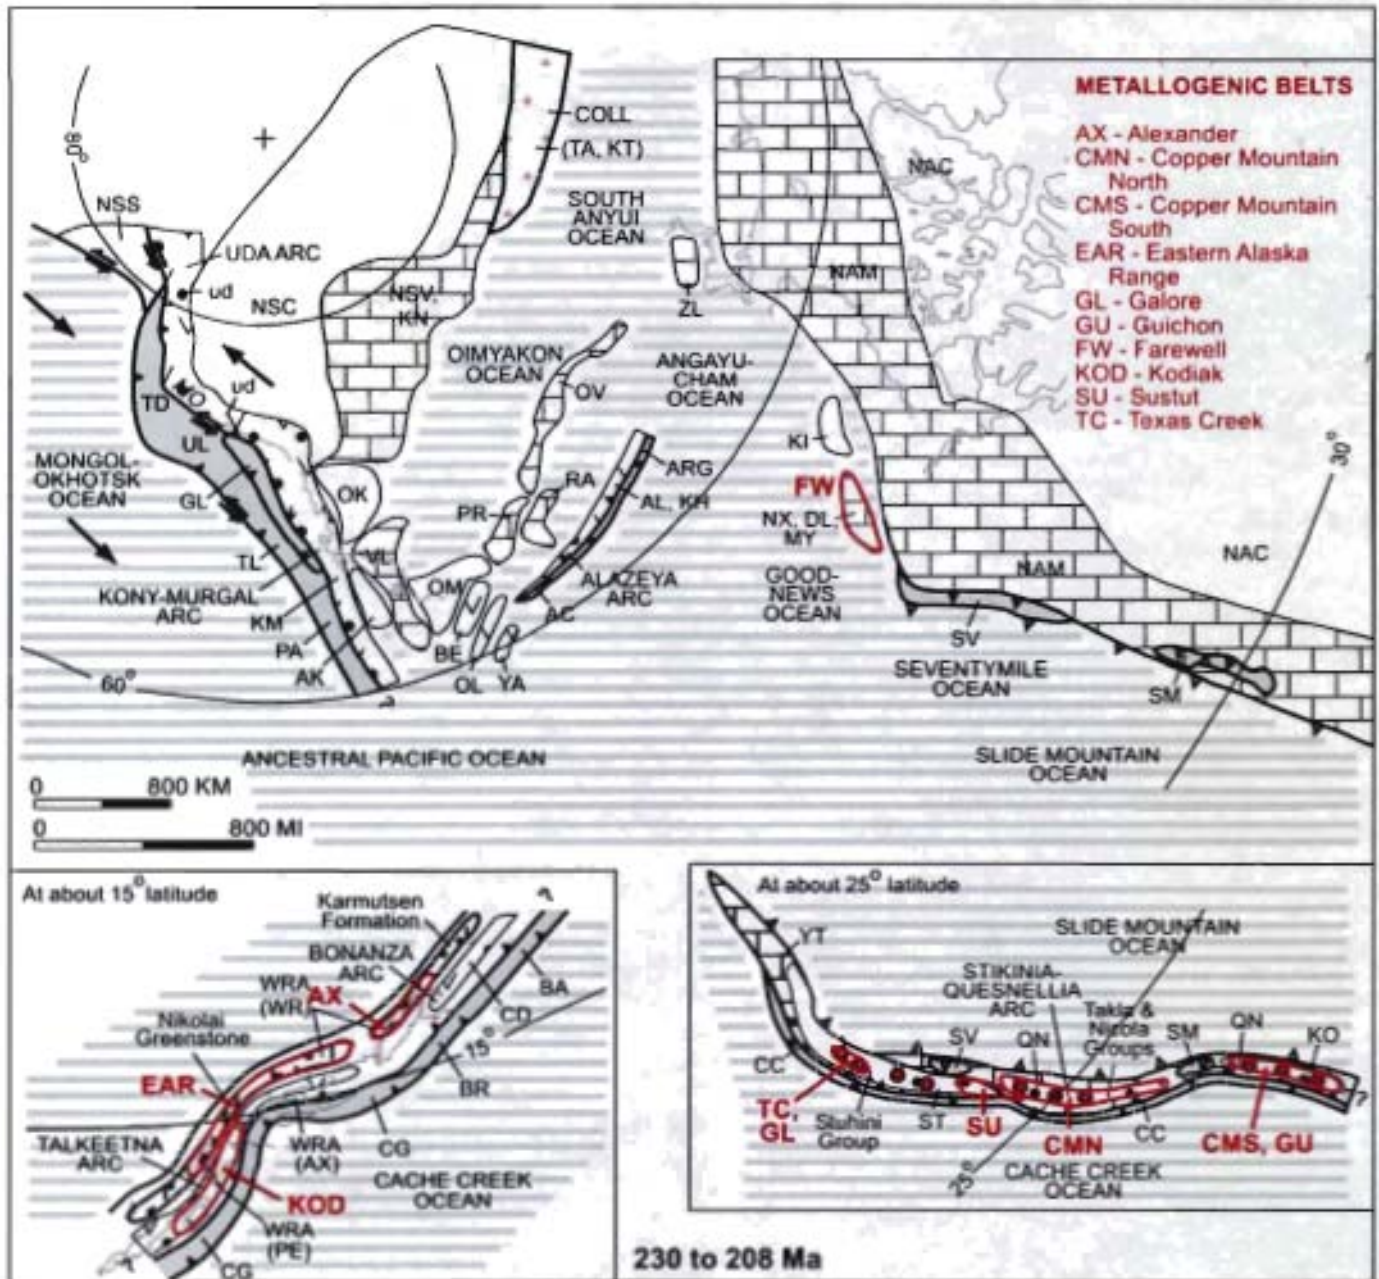 METALLOGENIC BELTS
AX - Alexander
CMN - Copper Mountain
North
CMS - Copper Mountain
South
EAR - Eastern Alaska
Range
GL - Galore
GU - Guichon
FW - Farewell
KOD - Kodiak
SU - Sustut
TC - Texas Creek
80°
COLL
(TA, KT)
NAC
SOUTH
ANYUI
OCEAN
NSS
UDA ARC
ud
NSC
NSV,
KN
ZL
NAM
OIMYAKON
OCEAN
ANGAYU-
CHAM
OCEAN
OV
ud
MO
TD
UL
KI
30°
MONGOL-
OKHOTSK
OCEAN
GL
OK
RA
ARG
AL, KH
PR
FW
NX, DL,
MY
NAC
NAM
VL
TL
OM
ALAZEYA
ARC
AC
KONY-MURGAL
ARC
KM
PA
AK
GOOD-
NEWS
OCEAN
SV
SEVENTYMILE
OCEAN
SM
BE
OL
YA
60°
?
ANCESTRAL PACIFIC OCEAN
SLIDE MOUNTAIN
OCEAN
0 800 KM
0 800 MI
At about 15° latitude
?
Karmutsen
Formation
BONANZA
ARC
WRA
(WR)
AX
BA
CD
Nikolai
Greenstone
15°
EAR
BR
TALKEETNA
ARC
WRA
(AX)
CG
CACHE CREEK
OCEAN
KOD
WRA
(PE)
CG
?
At about 25° latitude
YT
SLIDE MOUNTAIN
OCEAN
STIKINIA-
QUESNELLIA
ARC
Takla &
Nicola
Groups
SV
QN
SM
QN
KO
CC
?
TC,
GL
Stuhini
Group
ST
SU
CMN
CC
CMS, GU
25°
CACHE CREEK
OCEAN
230 to 208 Ma